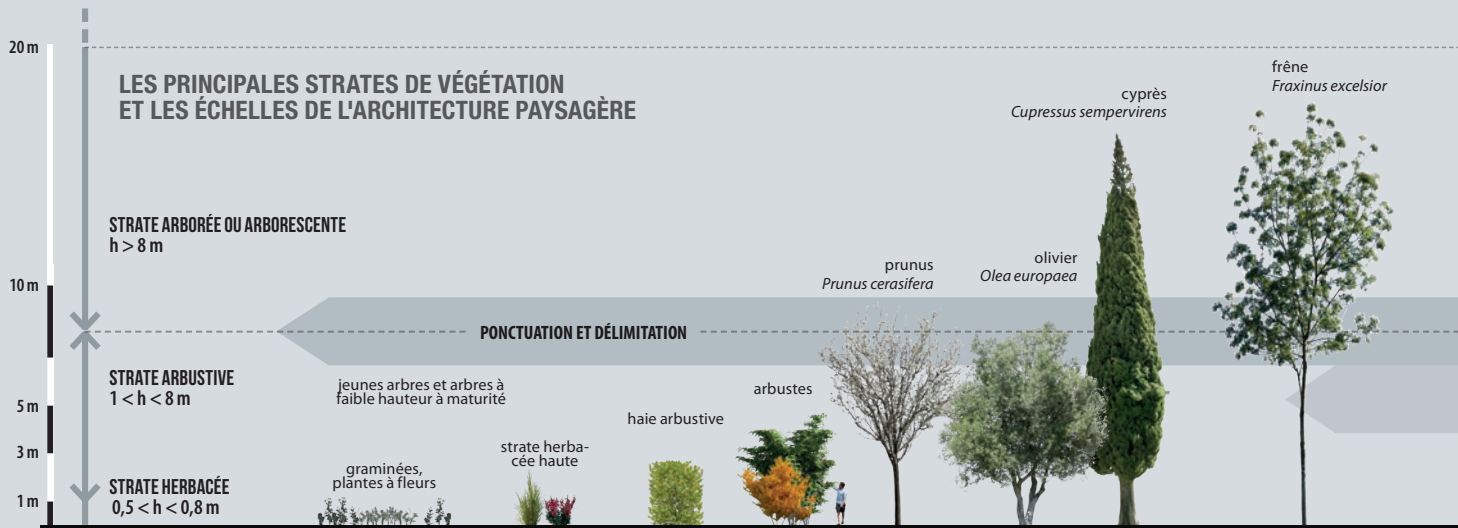 20 m
LES PRINCIPALES STRATES DE VÉGÉTATION
ET LES ÉCHELLES DE L'ARCHITECTURE PAYSAGÈRE
frêne
Fraxinus excelsior
cyprès
Cupressus sempervirens
STRATE ARBORÉE OU ARBORESCENTE
h > 8 m
prunus
Prunus cerasifera
olivier
Olea europaea
10 m
PONCTUATION ET DÉLIMITATION
STRATE ARBUSTIVE
1 < h < 8 m
jeunes arbres et arbres à
faible hauteur à maturité
arbustes
5 m
haie arbustive
3 m
strate herba-
cée haute
graminées,
plantes à fleurs
STRATE HERBACÉE
0,5 < h < 0,8 m
1 m